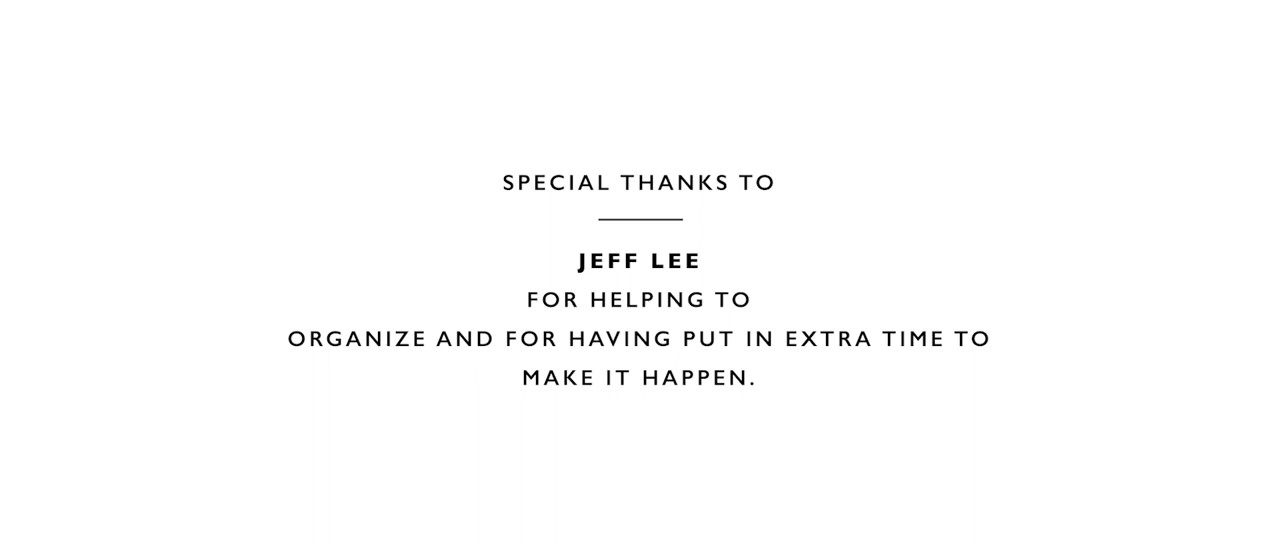 SPECIAL THANKS TO
JEFF LEE
FOR HELPING TO
ORGANIZE AND FOR HAVING PUT IN EXTRA TIME TO
MAKE IT HAPPEN.